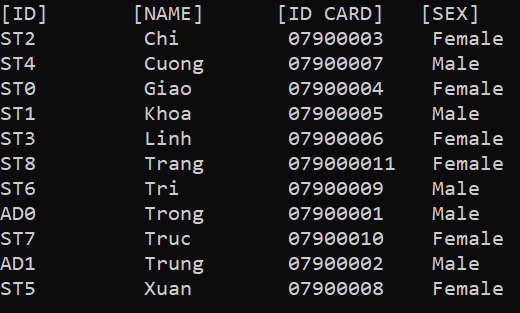 [ID] [NAME] [ID CARD] [SEX]
ST2 Chi 07900003 Female
ST4 Cuong 07900007 Male
ST0 Giao 07900004 Female
ST1 Khoa 07900005 Male
ST3 Linh 07900006 Female
ST8 Trang 079000011 Female
ST6 Tri 07900009 Male
AD0 Trong 07900001 Male
ST7 Truc 07900010 Female
AD1 Trung 07900002 Male
ST5 Xuan 07900008 Female